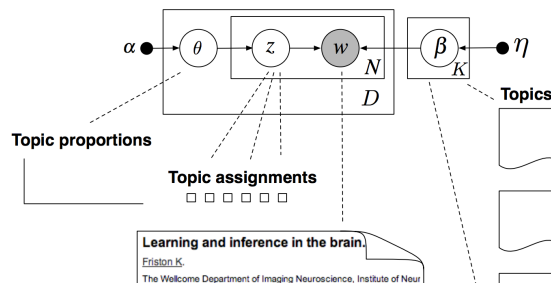 α θ z w β η
N K
D
Topics
Topic proportions
Topic assignments
Learning and inference in the brain.
Friston K.
The Wellcome Department of Imaging Neuroscience, Institute of Neur